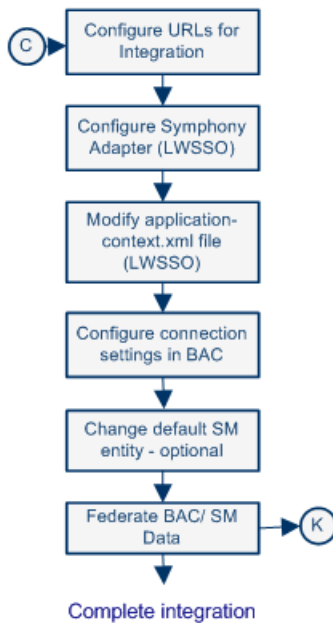 C
Configure URLs for
Integration
Configure Symphony
Adapter (LWSSO)
Modify application-
context.xml file
(LWSSO)
Configure connection
settings in BAC
Change default SM
entity - optional
Federate BAC/ SM
Data
K
Complete integration